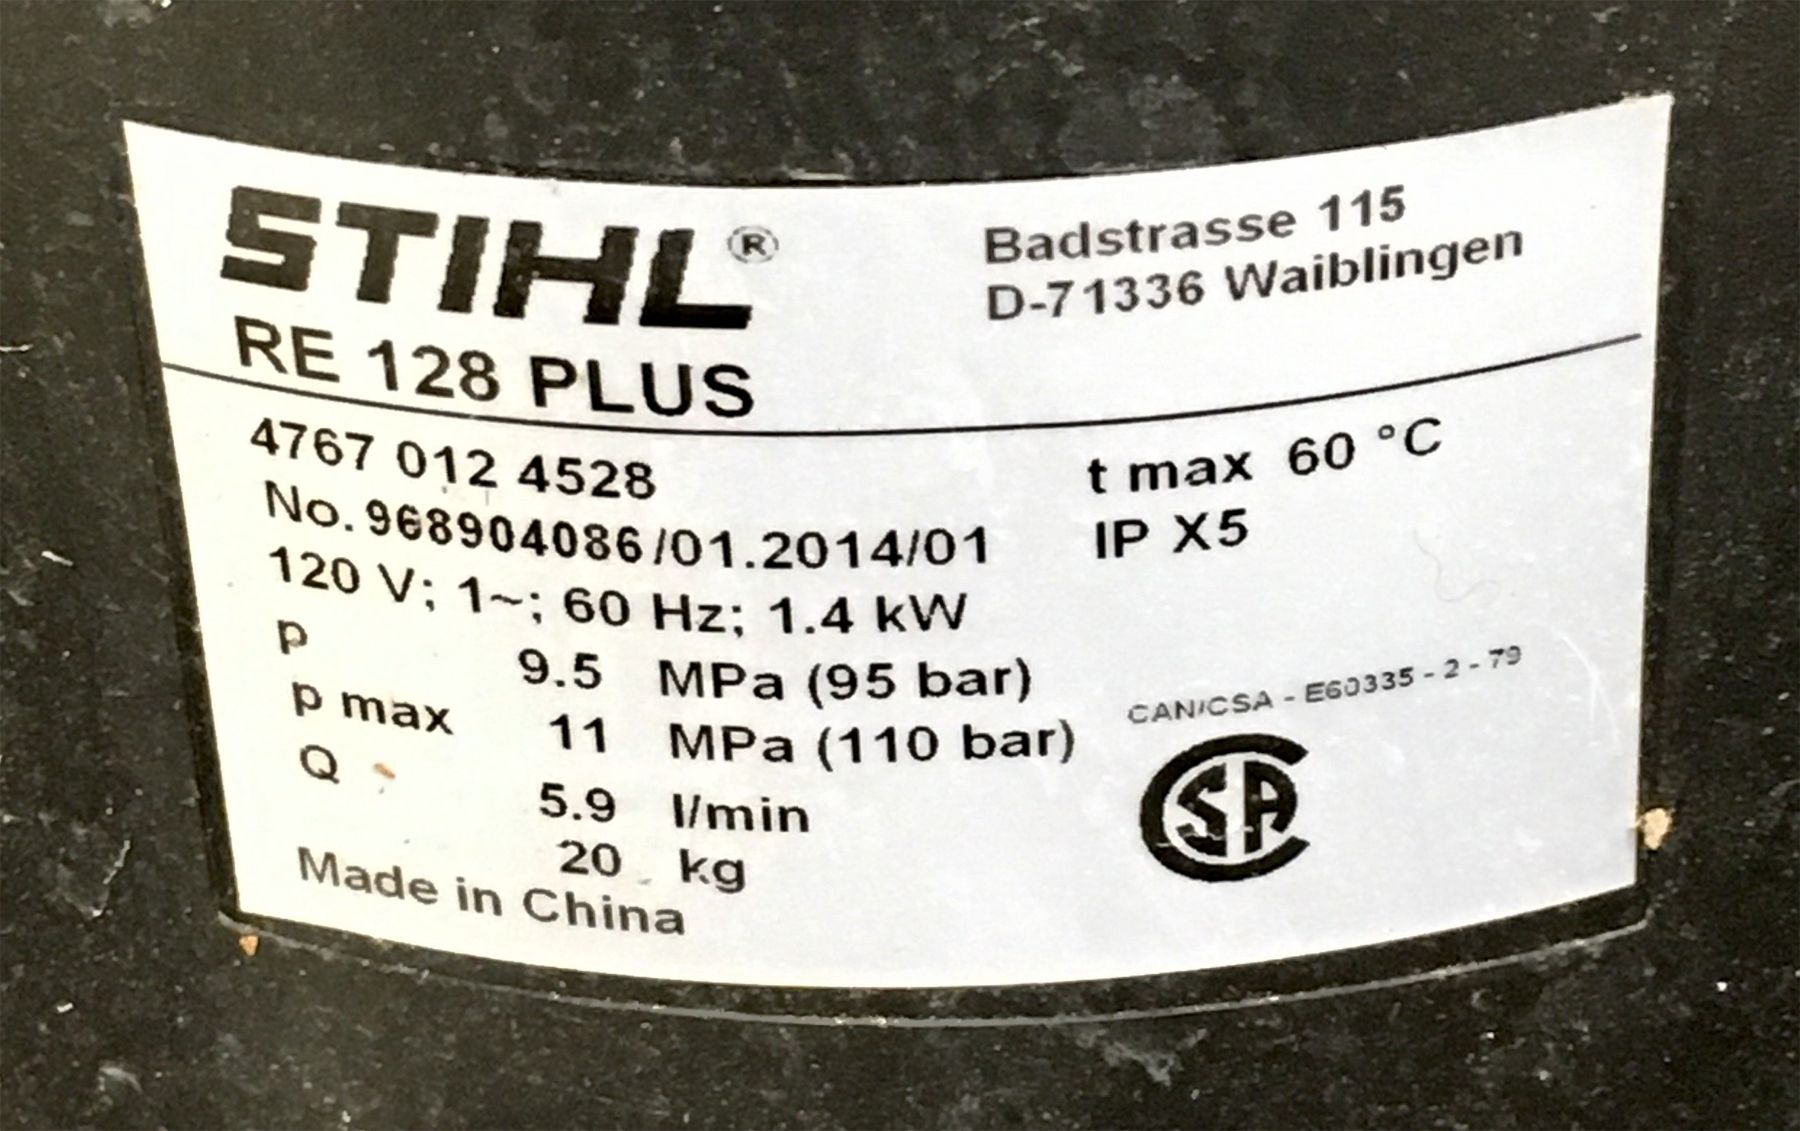 STIHL®
Badstrasse 115
D-71336 Waiblingen
RE 128 PLUS
4767 012 4528
t max 60 °C
No. 968904086/01.2014/01
IP X5
120 V; 1~; 60 Hz; 1.4 kW
p 9.5 MPa (95 bar)
p max 11 MPa (110 bar)
CAN/CSA - E60335 - 2 - 79
Q 5.9 l/min
20 kg
CSA
Made in China